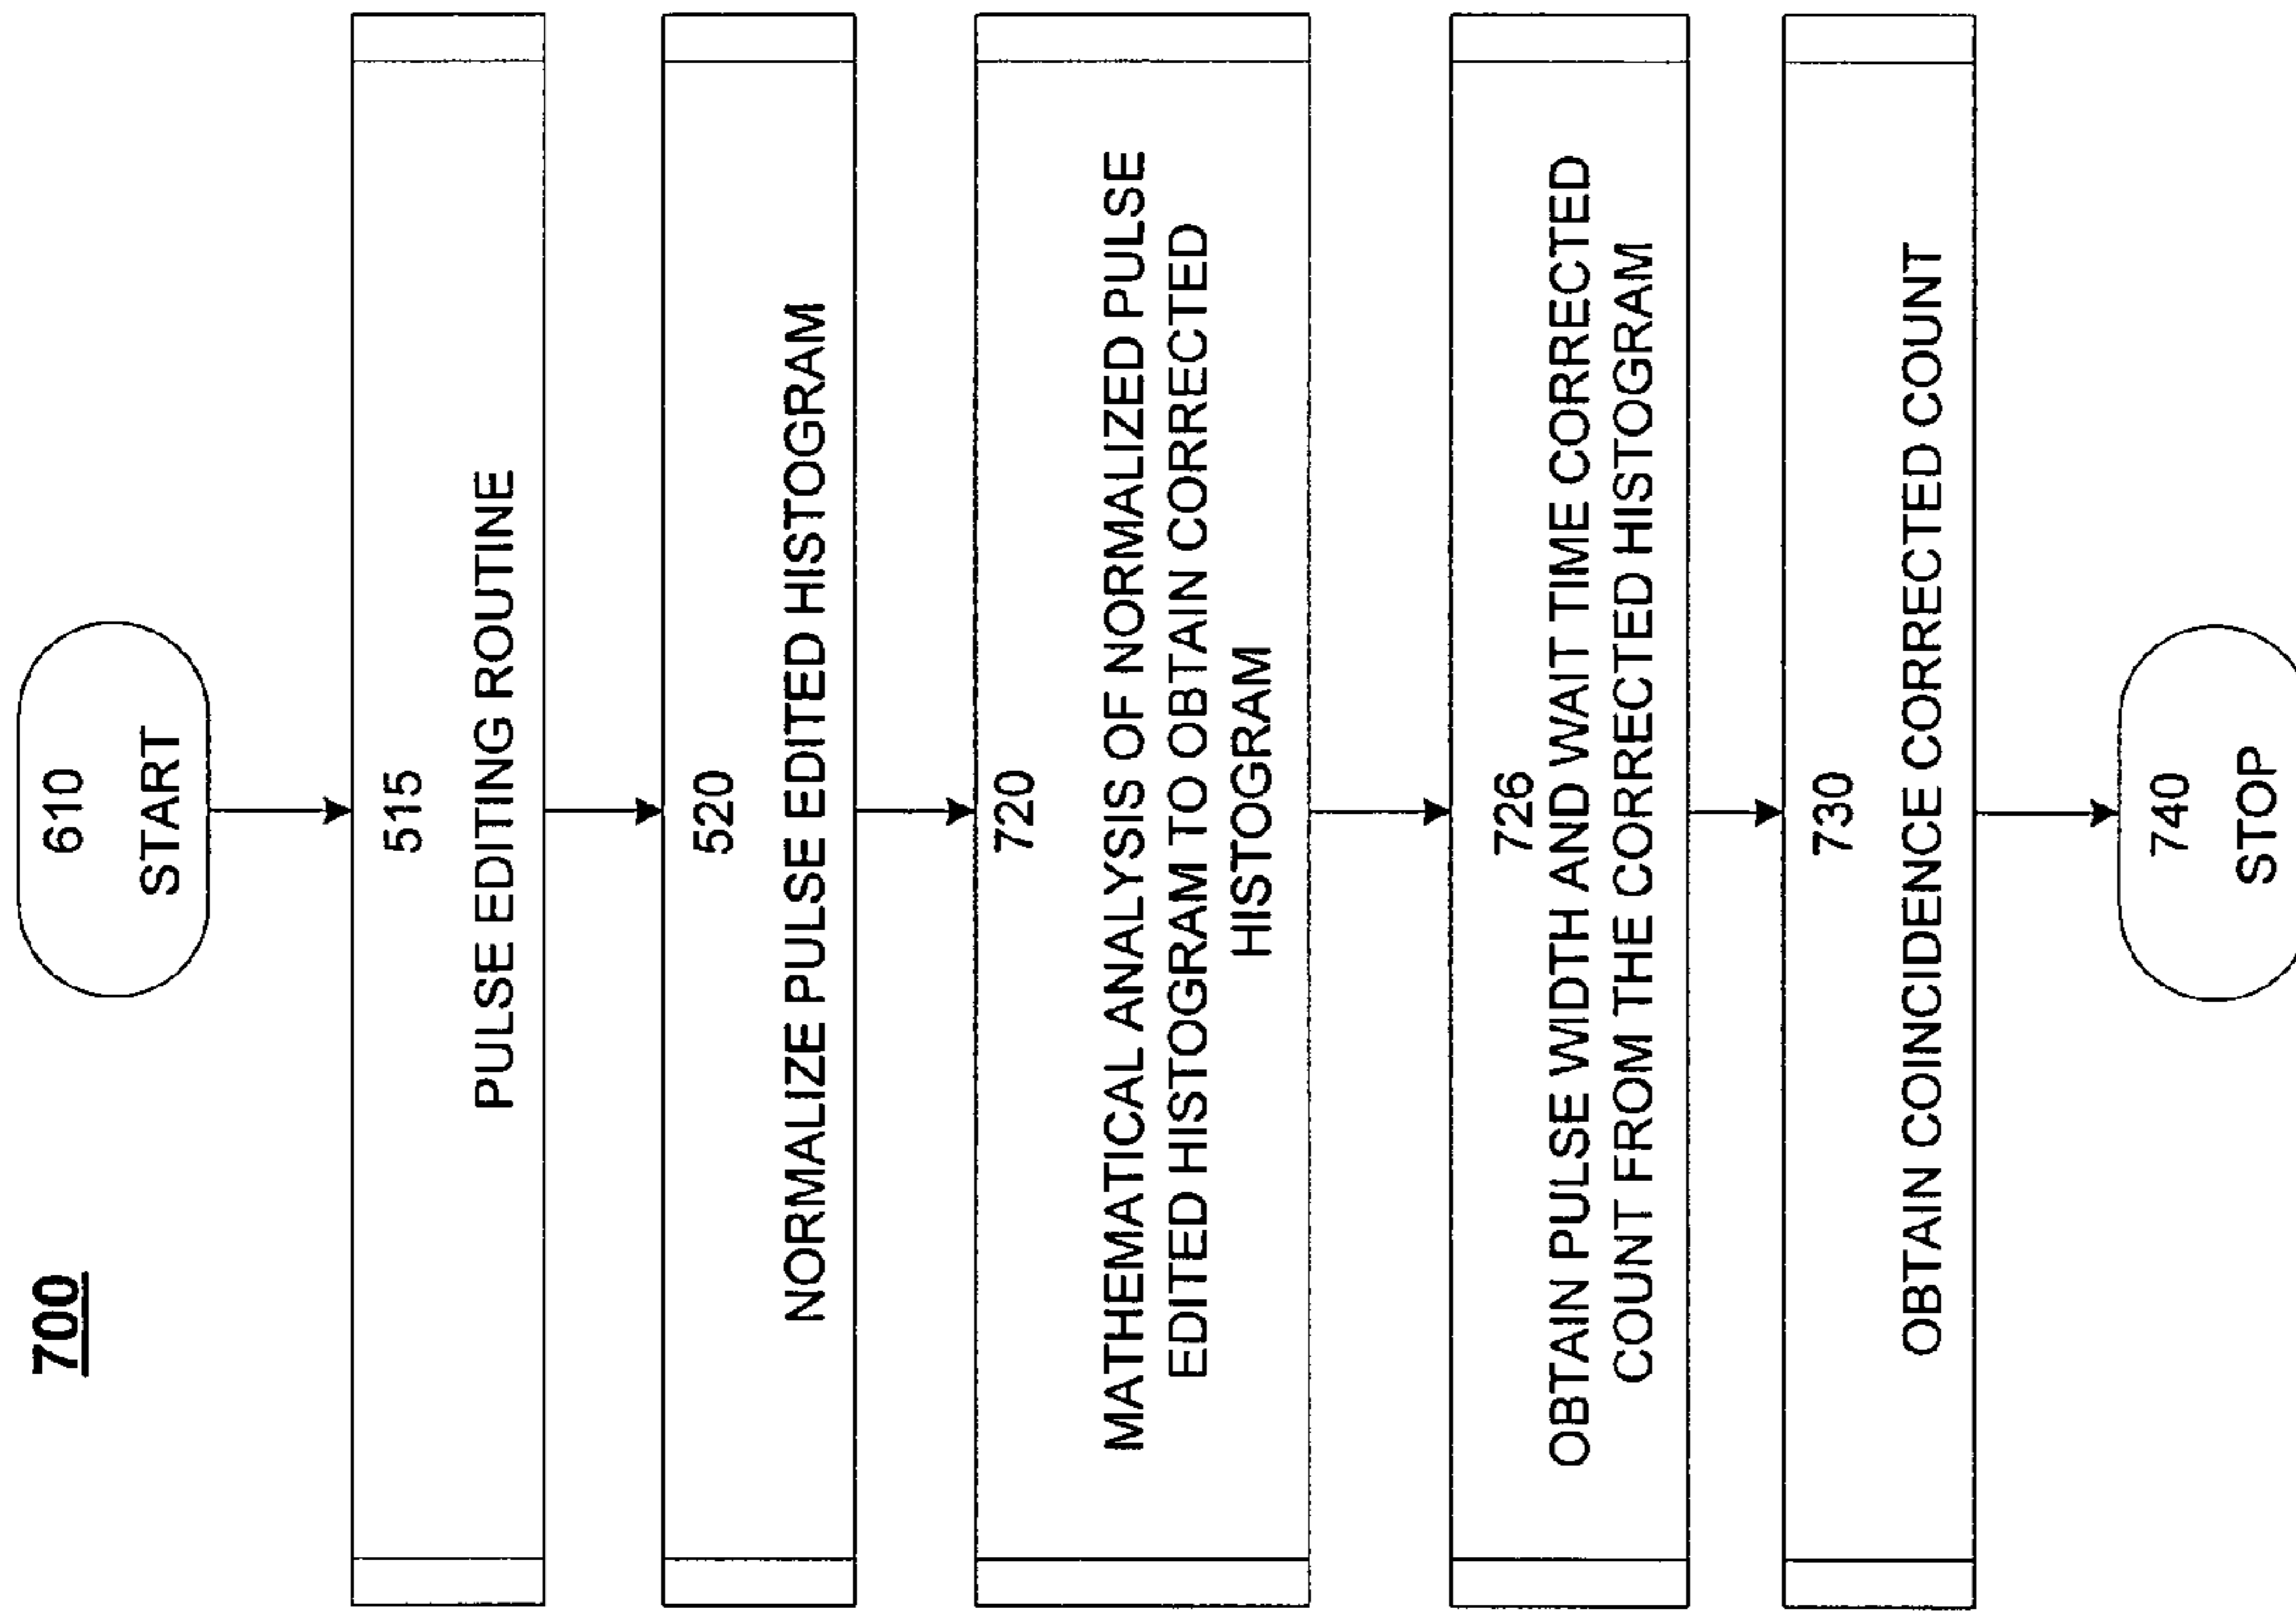 700
610
START
515
PULSE EDITING ROUTINE
520
NORMALIZE PULSE EDITED HISTOGRAM
720
MATHEMATICAL ANALYSIS OF NORMALIZED PULSE
EDITED HISTOGRAM TO OBTAIN CORRECTED
HISTOGRAM
726
OBTAIN PULSE WIDTH AND WAIT TIME CORRECTED
COUNT FROM THE CORRECTED HISTOGRAM
730
OBTAIN COINCIDENCE CORRECTED COUNT
740
STOP